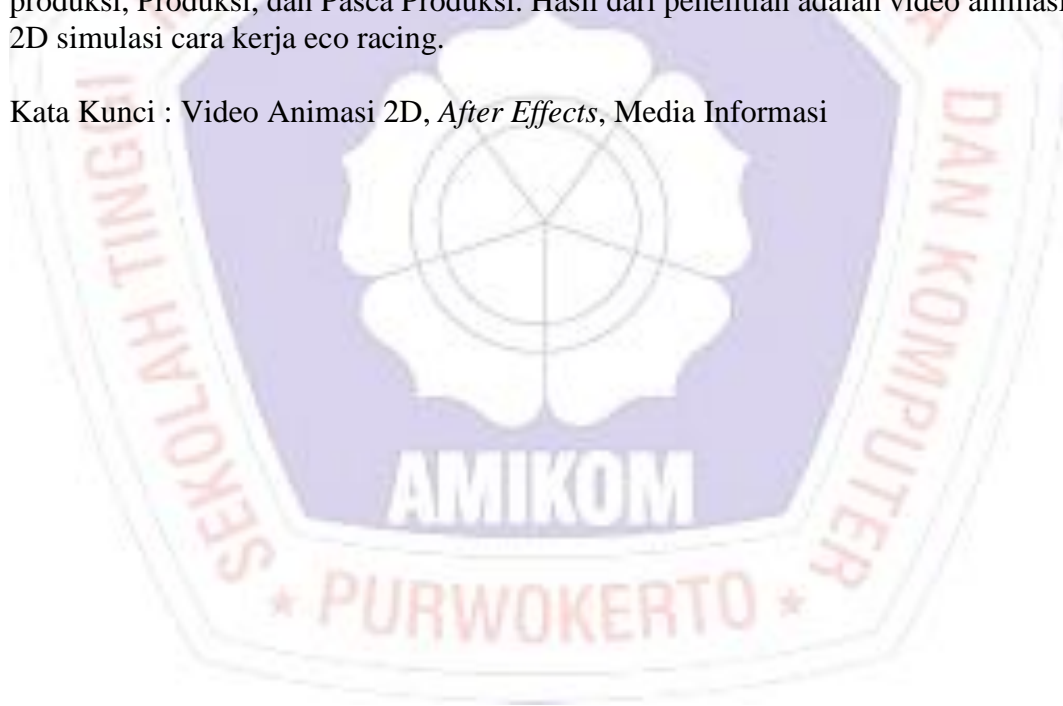 produksi, Produksi, dan Pasca Produksi. Hasil dari penelitian adalah video animasi
2D simulasi cara kerja eco racing.
Kata Kunci : Video Animasi 2D, After Effects, Media Informasi
SEKOLAH TINGGI
DAN KOMPUTER
AMIKOM
* PURWOKERTO *